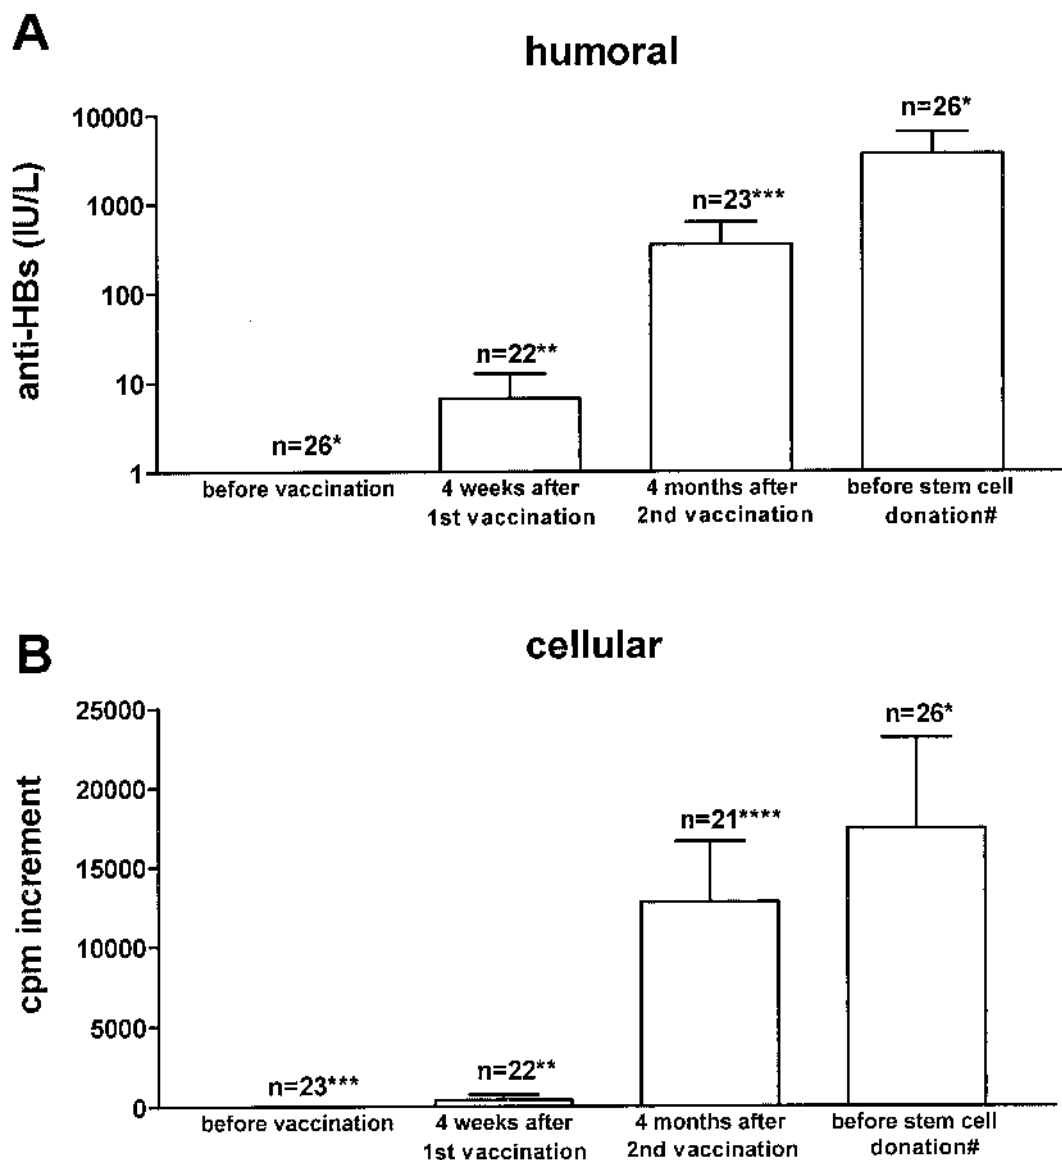 A
humoral
anti-HBs (IU/L)
10000
1000
100
10
1
n=26*
n=22**
n=23***
n=26*
before vaccination
4 weeks after
1st vaccination
4 months after
2nd vaccination
before stem cell
donation#
B
cellular
cpm increment
25000
20000
15000
10000
5000
0
n=23***
n=22**
n=21****
n=26*
before vaccination
4 weeks after
1st vaccination
4 months after
2nd vaccination
before stem cell
donation#